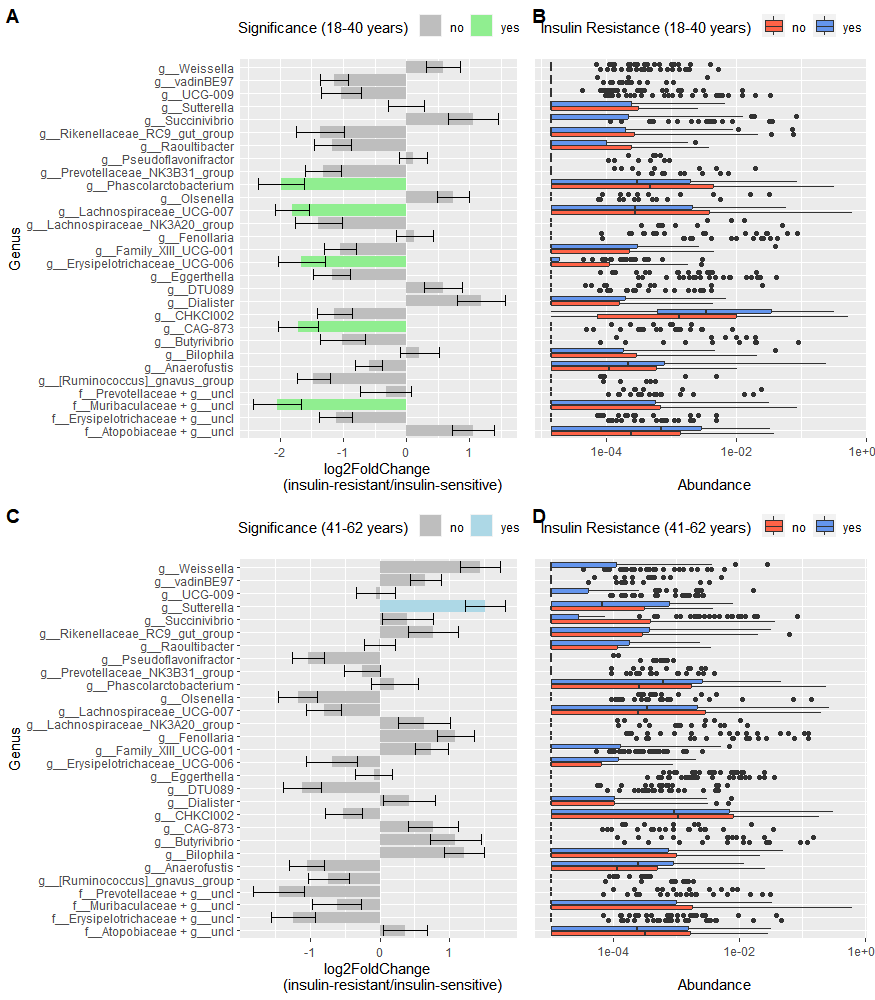 A
Significance (18-40 years) no yes
B
Insulin Resistance (18-40 years) no yes
Genus
g__Weissella
g__vadinBE97
g__UCG-009
g__Sutterella
g__Succinivibrio
g__Rikenellaceae_RC9_gut_group
g__Raoultibacter
g__Pseudoflavonifractor
g__Prevotellaceae_NK3B31_group
g__Phascolarctobacterium
g__Olsenella
g__Lachnospiraceae_UCG-007
g__Lachnospiraceae_NK3A20_group
g__Fenollaria
g__Family_XIII_UCG-001
g__Erysipelotrichaceae_UCG-006
g__Eggerthella
g__DTU089
g__Dialister
g__CHKCI002
g__CAG-873
g__Butyrivibrio
g__Bilophila
g__Anaerofustis
g__[Ruminococcus]_gnavus_group
f__Prevotellaceae + g__uncl
f__Muribaculaceae + g__uncl
f__Erysipelotrichaceae + g__uncl
f__Atopobiaceae + g__uncl
-2 -1 0 1
log2FoldChange
(insulin-resistant/insulin-sensitive)
1e-04 1e-02 1e+0
Abundance
C
Significance (41-62 years) no yes
D
Insulin Resistance (41-62 years) no yes
Genus
g__Weissella
g__vadinBE97
g__UCG-009
g__Sutterella
g__Succinivibrio
g__Rikenellaceae_RC9_gut_group
g__Raoultibacter
g__Pseudoflavonifractor
g__Prevotellaceae_NK3B31_group
g__Phascolarctobacterium
g__Olsenella
g__Lachnospiraceae_UCG-007
g__Lachnospiraceae_NK3A20_group
g__Fenollaria
g__Family_XIII_UCG-001
g__Erysipelotrichaceae_UCG-006
g__Eggerthella
g__DTU089
g__Dialister
g__CHKCI002
g__CAG-873
g__Butyrivibrio
g__Bilophila
g__Anaerofustis
g__[Ruminococcus]_gnavus_group
f__Prevotellaceae + g__uncl
f__Muribaculaceae + g__uncl
f__Erysipelotrichaceae + g__uncl
f__Atopobiaceae + g__uncl
-1 0 1
log2FoldChange
(insulin-resistant/insulin-sensitive)
1e-04 1e-02 1e+0
Abundance